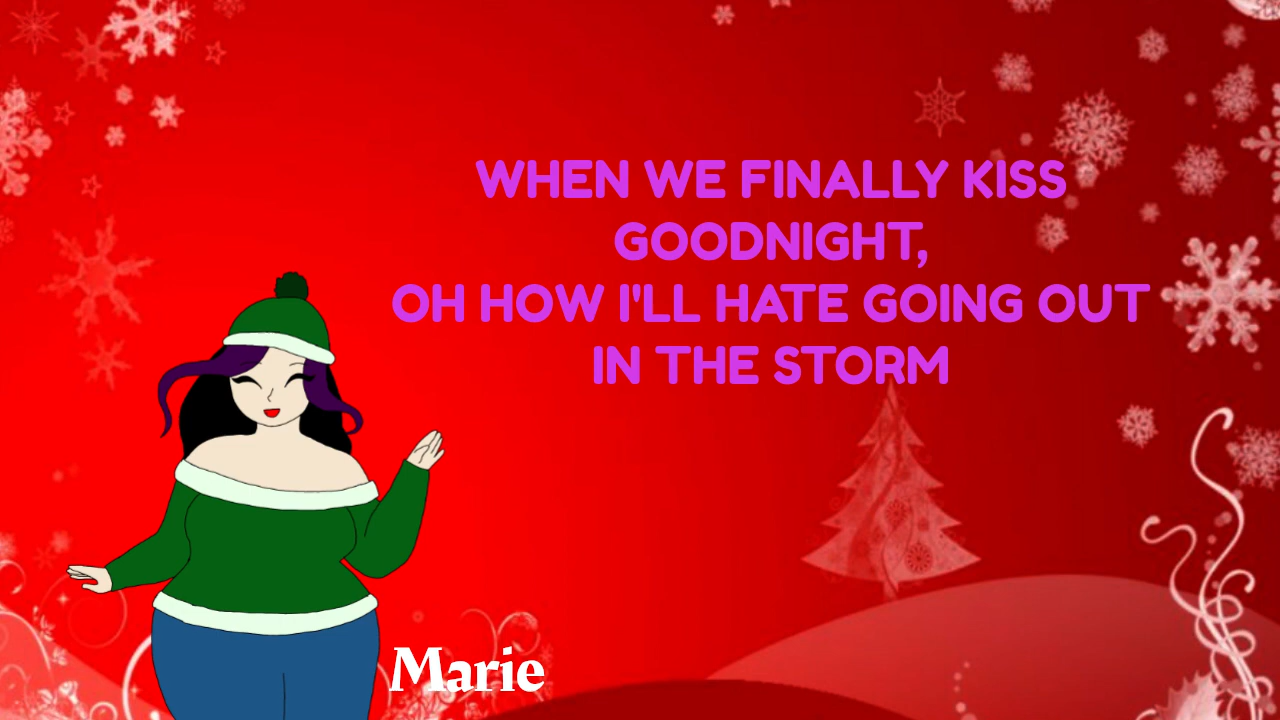 WHEN WE FINALLY KISS
GOODNIGHT,
OH HOW I'LL HATE GOING OUT
IN THE STORM
Marie